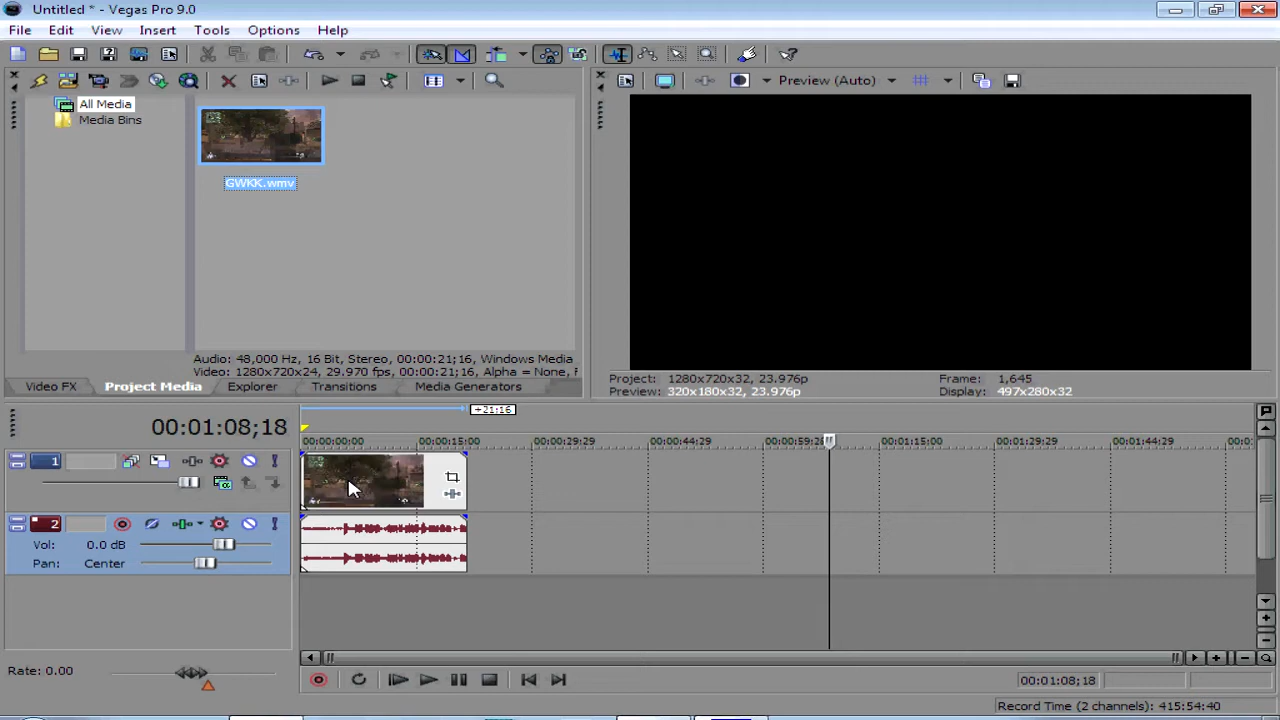 Untitled * - Vegas Pro 9.0
File Edit View Insert Tools Options Help
Preview (Auto)
All Media
Media Bins
GWKK.wmv
Audio: 48,000 Hz, 16 Bit, Stereo, 00:00:21;16, Windows Media
Video: 1280x720x24, 29.970 fps, 00:00:21;16, Alpha = None, F
Video FX Project Media Explorer Transitions Media Generators
Project: 1280x720x32, 23.976p Frame: 1,645
Preview: 320x180x32, 23.976p Display: 497x280x32
+21:16
00:01:08;18
00:00:00:00 00:00:15:00 00:00:29:29 00:00:44:29 00:00:59:28 00:01:15:00 00:01:29:29 00:01:44:29 00:0
1
2
Vol: 0.0 dB
Pan: Center
Rate: 0.00
00:01:08;18
Record Time (2 channels): 415:54:40